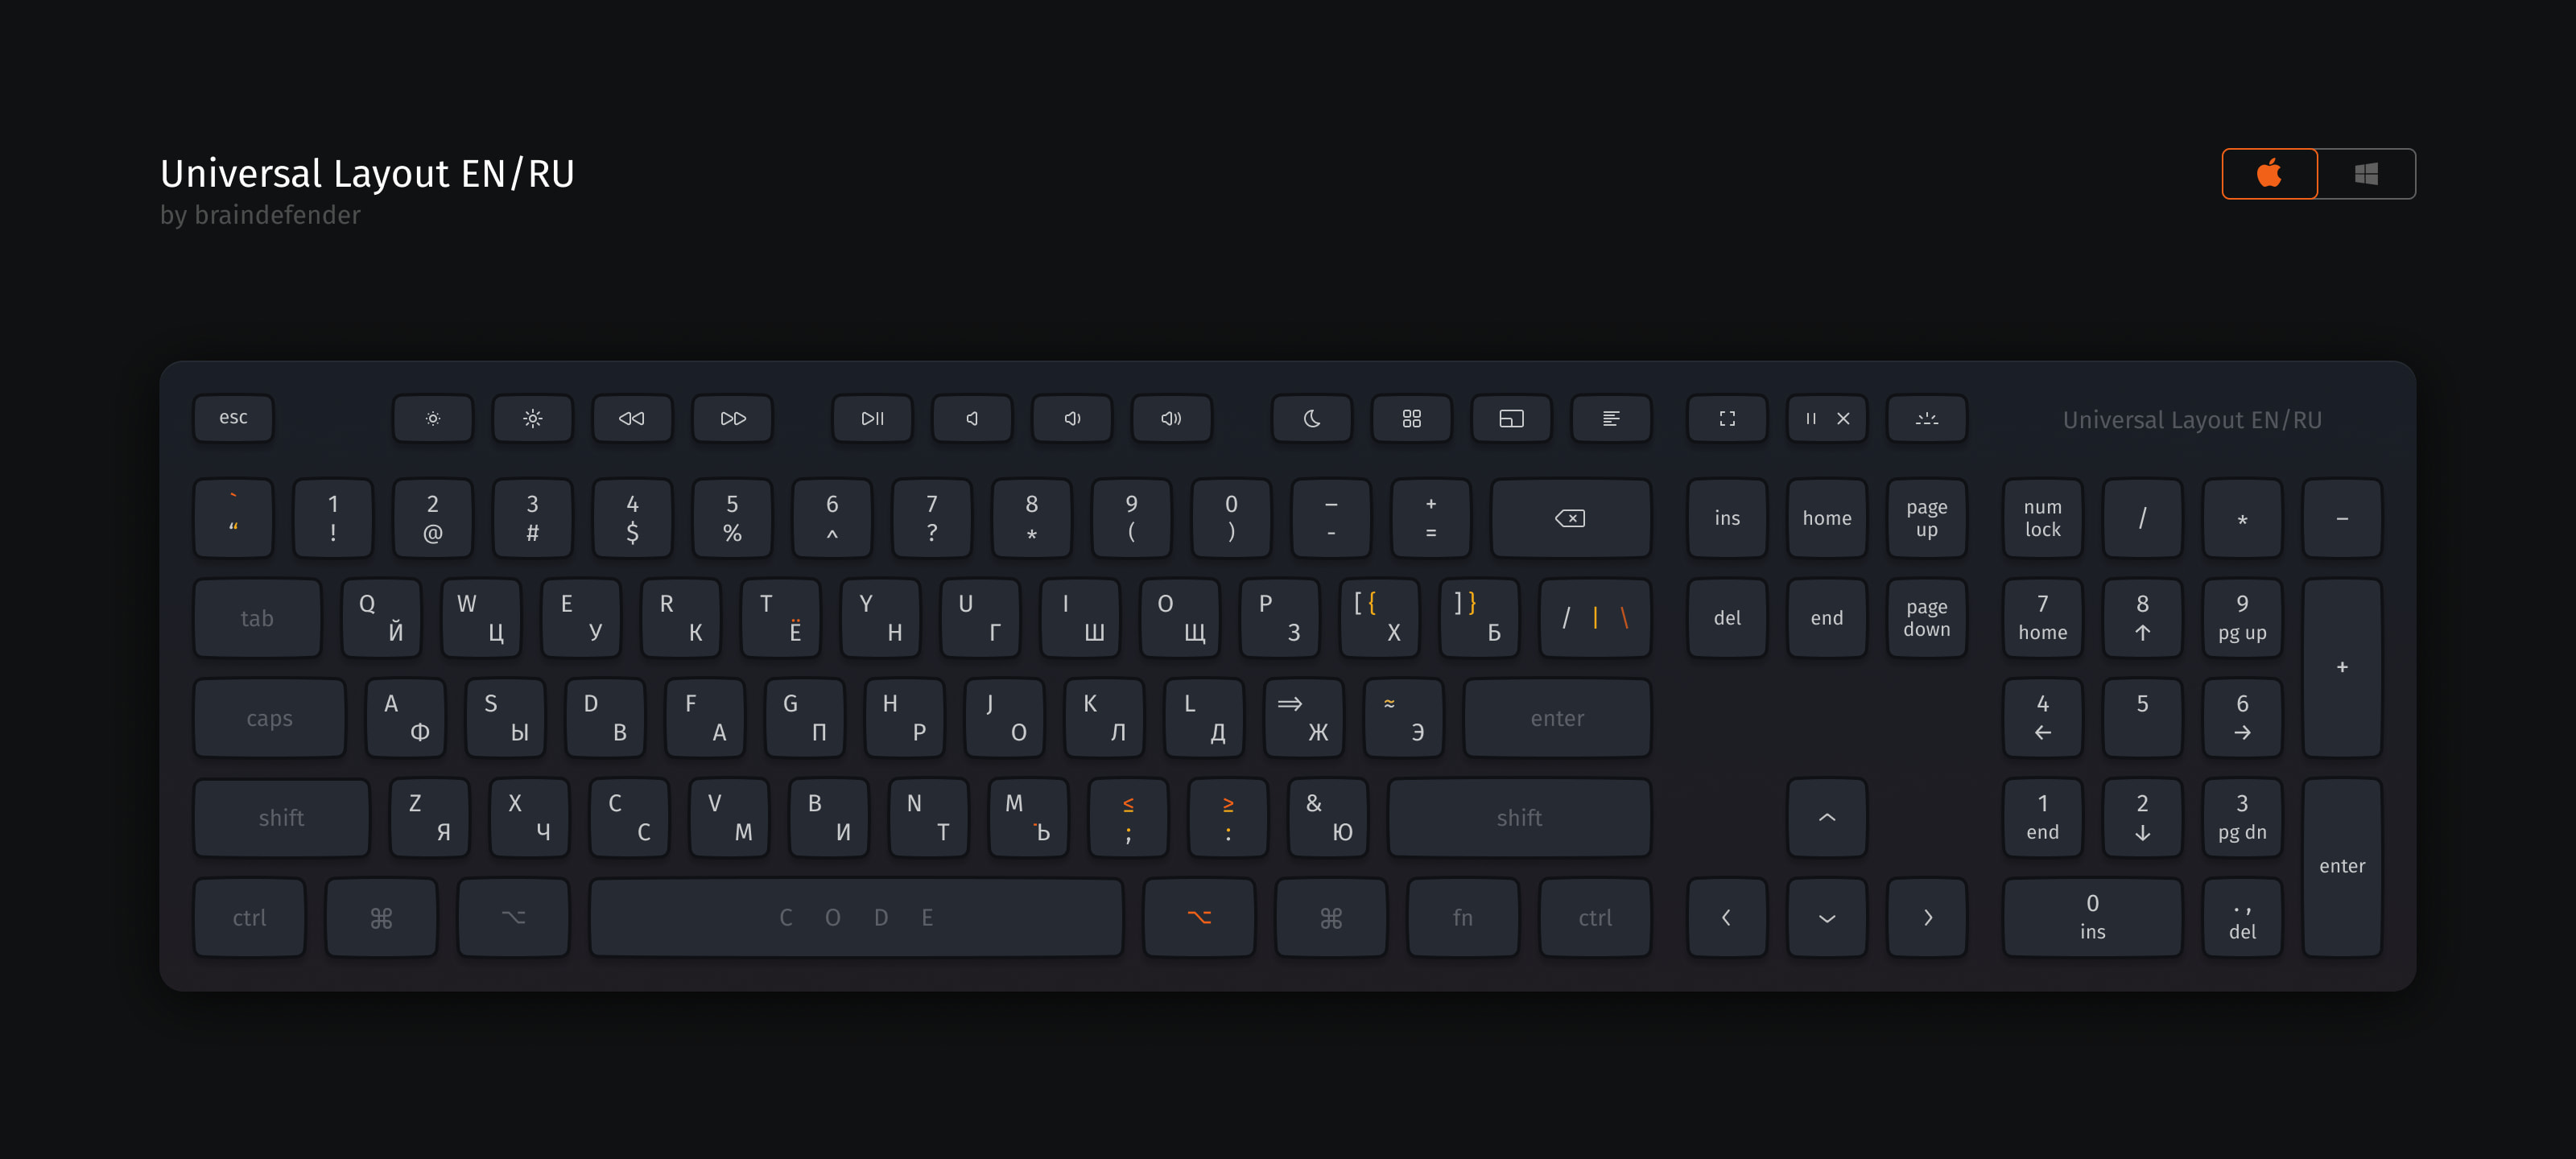 Universal Layout EN/RU
by braindefender
esc
Universal Layout EN/RU
` “
1 !
2 @
3 #
4 $
5 %
6 ^
7 ?
8 *
9 (
0 )
– -
+ =
ins
home
page up
num lock
/
*
–
tab
Q Й
W Ц
E У
R К
T Ё
Y Н
U Г
I Ш
O Щ
P З
[ { Х
] } Б
/ | \
del
end
page down
7 home
8 ↑
9 pg up
+
caps
A Ф
S Ы
D В
F А
G П
H Р
J О
K Л
L Д
⇒ Ж
≈ Э
enter
4 ←
5
6 →
shift
Z Я
X Ч
C С
V М
B И
N Т
M Ъ
≤ ;
≥ :
& Ю
shift
1 end
2 ↓
3 pg dn
enter
ctrl
⌘
⌥
C O D E
⌥
⌘
fn
ctrl
0 ins
. , del